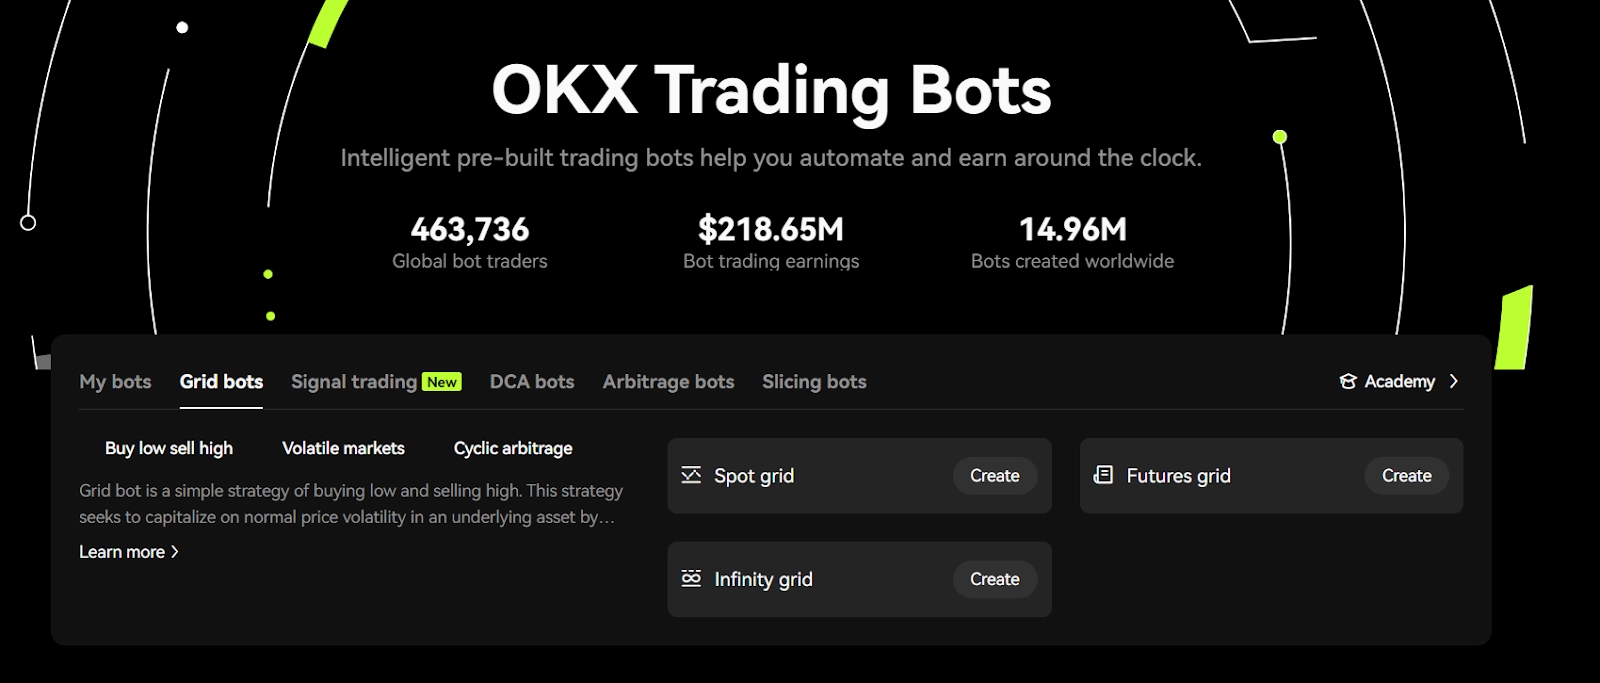 OKX Trading Bots
Intelligent pre-built trading bots help you automate and earn around the clock.
463,736 $218.65M 14.96M
Global bot traders Bot trading earnings Bots created worldwide
My bots Grid bots Signal trading New DCA bots Arbitrage bots Slicing bots Academy
Buy low sell high Volatile markets Cyclic arbitrage
Grid bot is a simple strategy of buying low and selling high. This strategy
seeks to capitalize on normal price volatility in an underlying asset by…
Learn more
Spot grid Create
Futures grid Create
Infinity grid Create